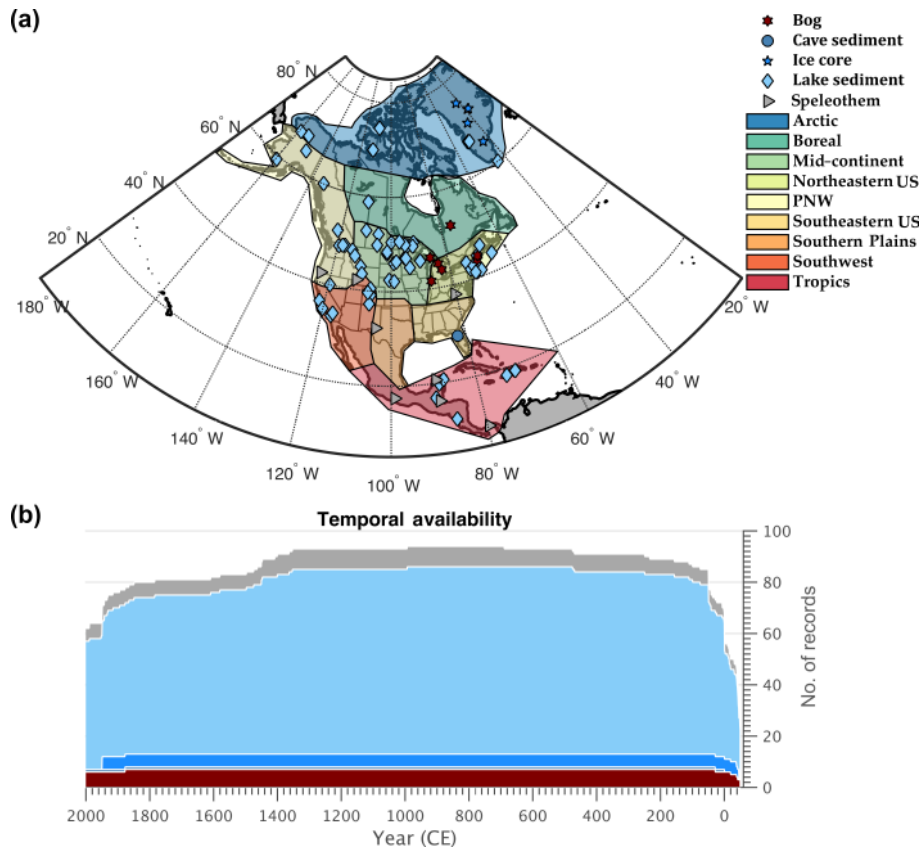 (a)
80° N
60° N
40° N
20° N
180° W
160° W
140° W
120° W
100° W
80° W
60° W
40° W
20° W
Bog
Cave sediment
Ice core
Lake sediment
Speleothem
Arctic
Boreal
Mid-continent
Northeastern US
PNW
Southeastern US
Southern Plains
Southwest
Tropics
(b)
Temporal availability
100
80
60
40
20
0
No. of records
2000 1800 1600 1400 1200 1000 800 600 400 200 0
Year (CE)